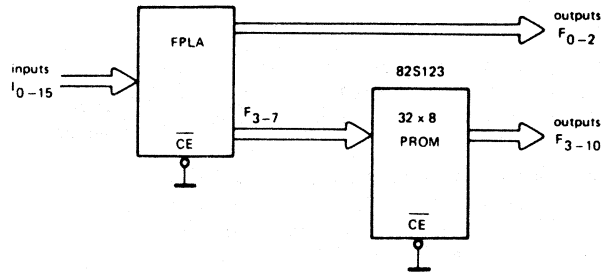 outputs
F0-2
FPLA
82S123
inputs
I0-15
F3-7
32 x 8
PROM
outputs
F3-10
CE
CE